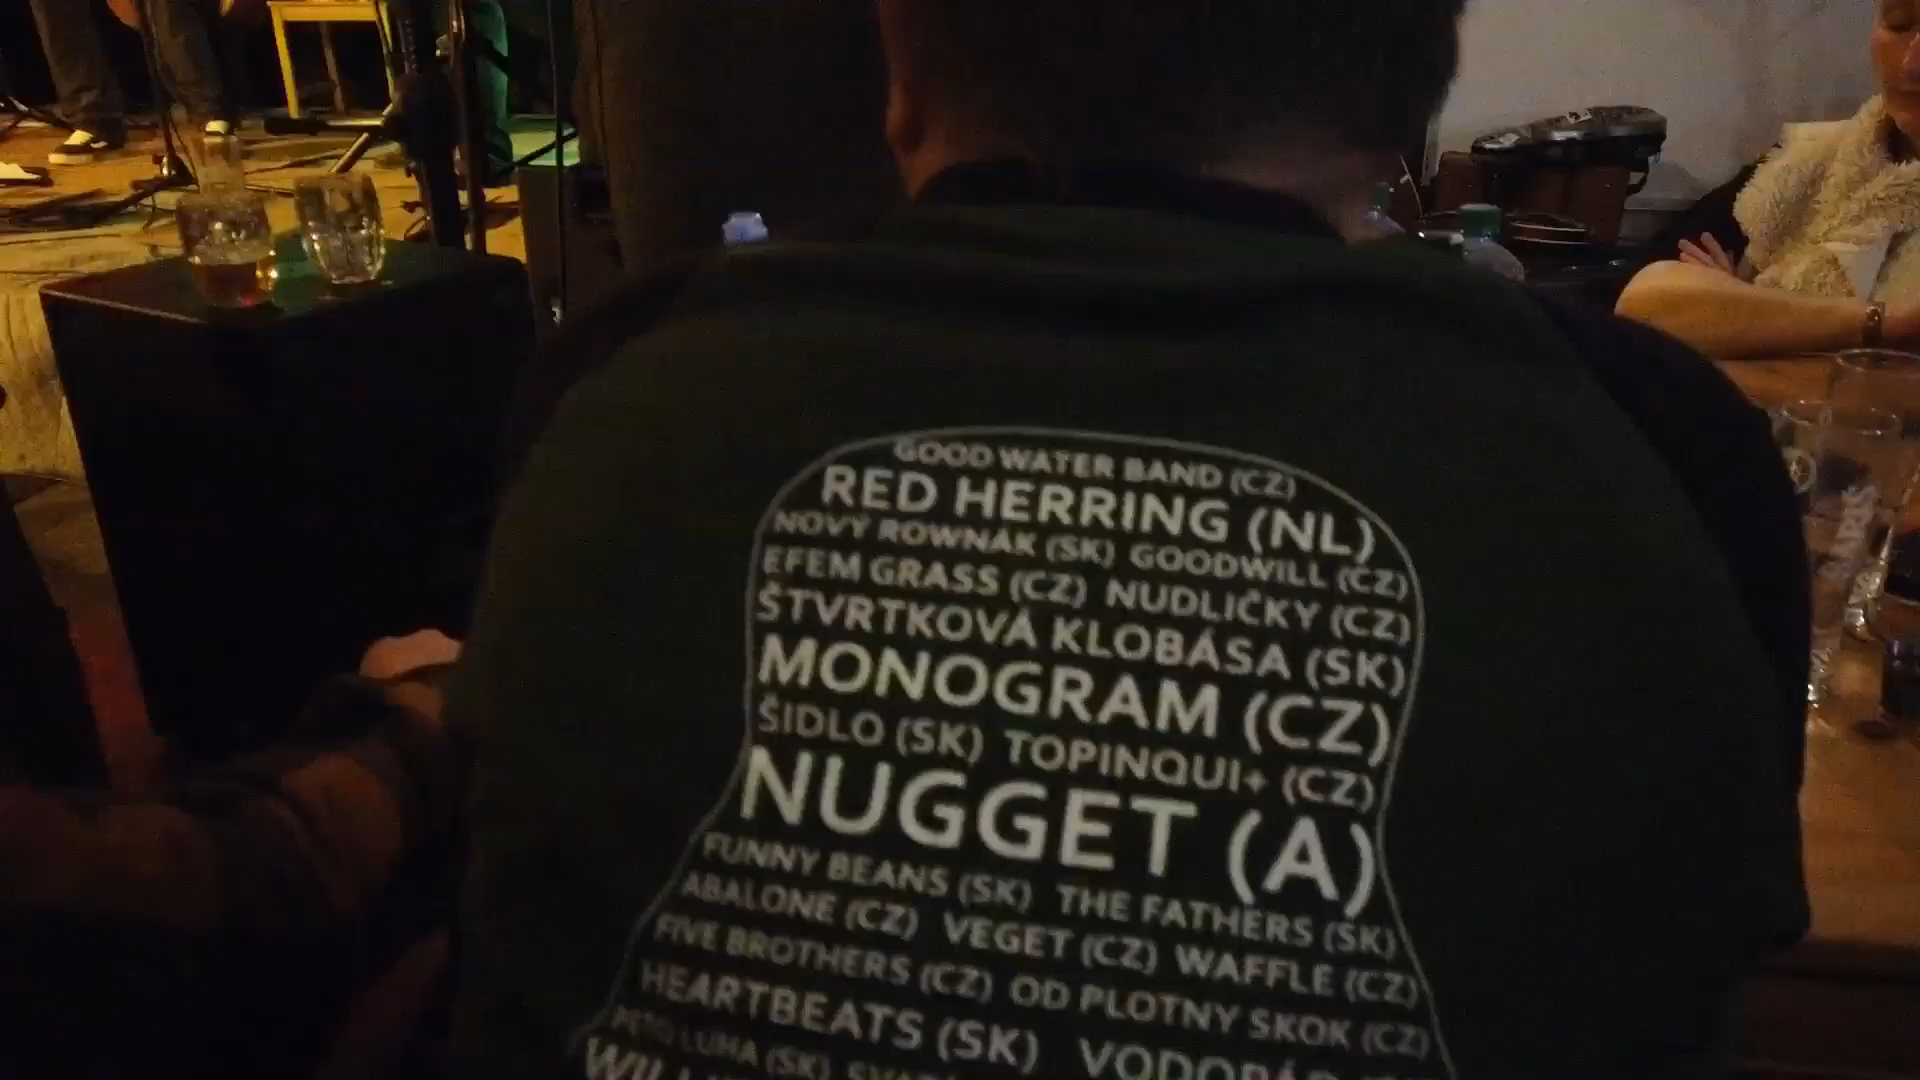 GOOD WATER BAND (CZ)
RED HERRING (NL)
NOVÝ ROWNÁK (SK) GOODWILL (CZ)
EFEM GRASS (CZ) NUDLIČKY (CZ)
ŠTVRTKOVÁ KLOBÁSA (SK)
MONOGRAM (CZ)
ŠIDLO (SK) TOPINQUI+ (CZ)
NUGGET (A)
FUNNY BEANS (SK) THE FATHERS (SK)
ABALONE (CZ) VEGET (CZ) WAFFLE (CZ)
FIVE BROTHERS (CZ) OD PLOTNY SKOK (CZ)
HEARTBEATS (SK)
LUHA (SK)